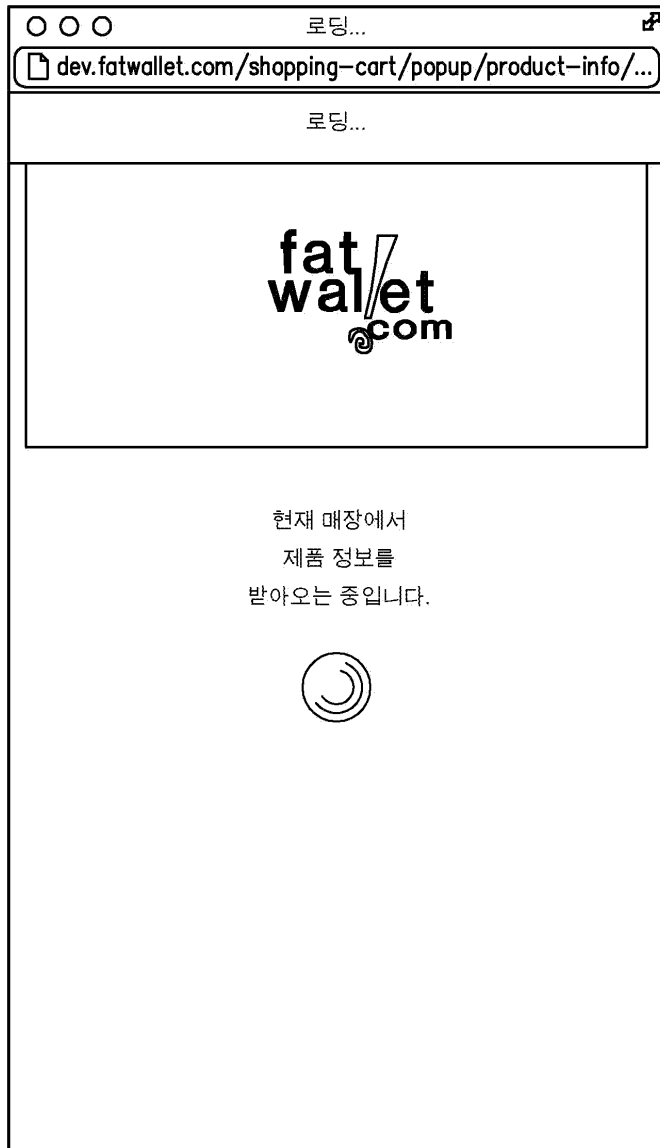 로딩...
dev.fatwallet.com/shopping-cart/popup/product-info/...
로딩...
fat
wallet
.com
현재 매장에서
제품 정보를
받아오는 중입니다.